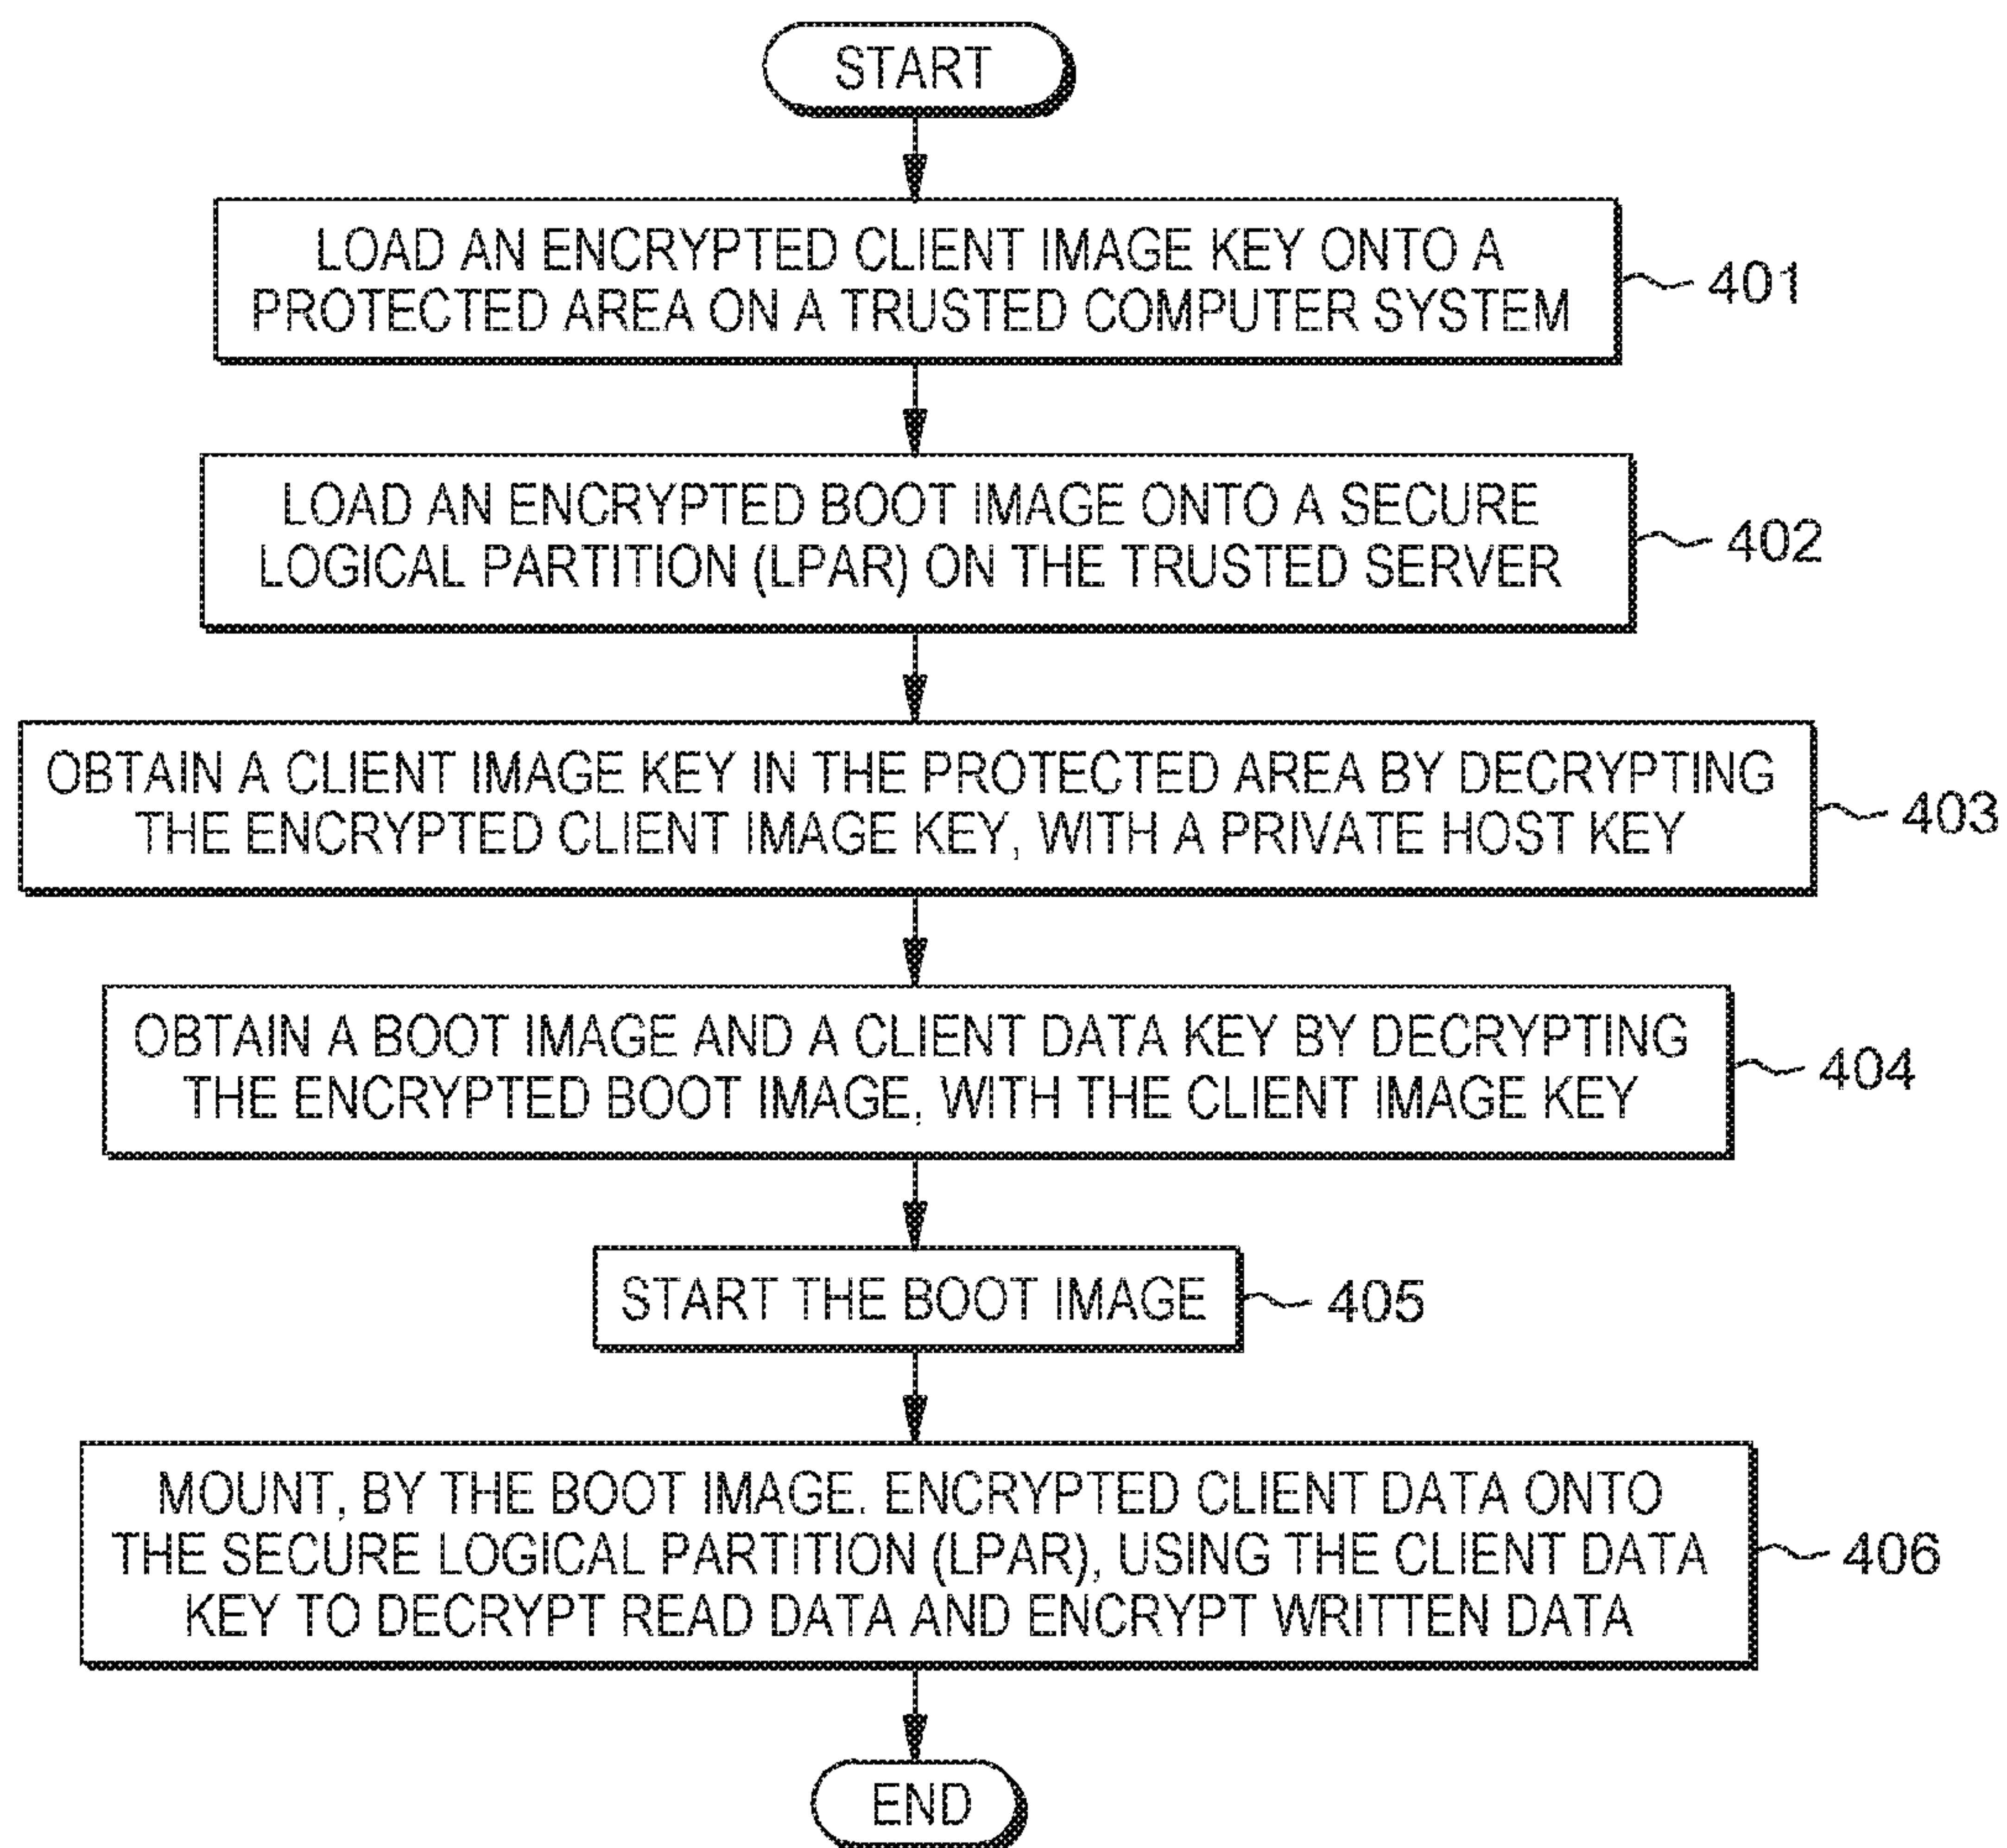 START
LOAD AN ENCRYPTED CLIENT IMAGE KEY ONTO A
PROTECTED AREA ON A TRUSTED COMPUTER SYSTEM
401
LOAD AN ENCRYPTED BOOT IMAGE ONTO A SECURE
LOGICAL PARTITION (LPAR) ON THE TRUSTED SERVER
402
OBTAIN A CLIENT IMAGE KEY IN THE PROTECTED AREA BY DECRYPTING
THE ENCRYPTED CLIENT IMAGE KEY, WITH A PRIVATE HOST KEY
403
OBTAIN A BOOT IMAGE AND A CLIENT DATA KEY BY DECRYPTING
THE ENCRYPTED BOOT IMAGE, WITH THE CLIENT IMAGE KEY
404
START THE BOOT IMAGE
405
MOUNT, BY THE BOOT IMAGE, ENCRYPTED CLIENT DATA ONTO
THE SECURE LOGICAL PARTITION (LPAR), USING THE CLIENT DATA
KEY TO DECRYPT READ DATA AND ENCRYPT WRITTEN DATA
406
END